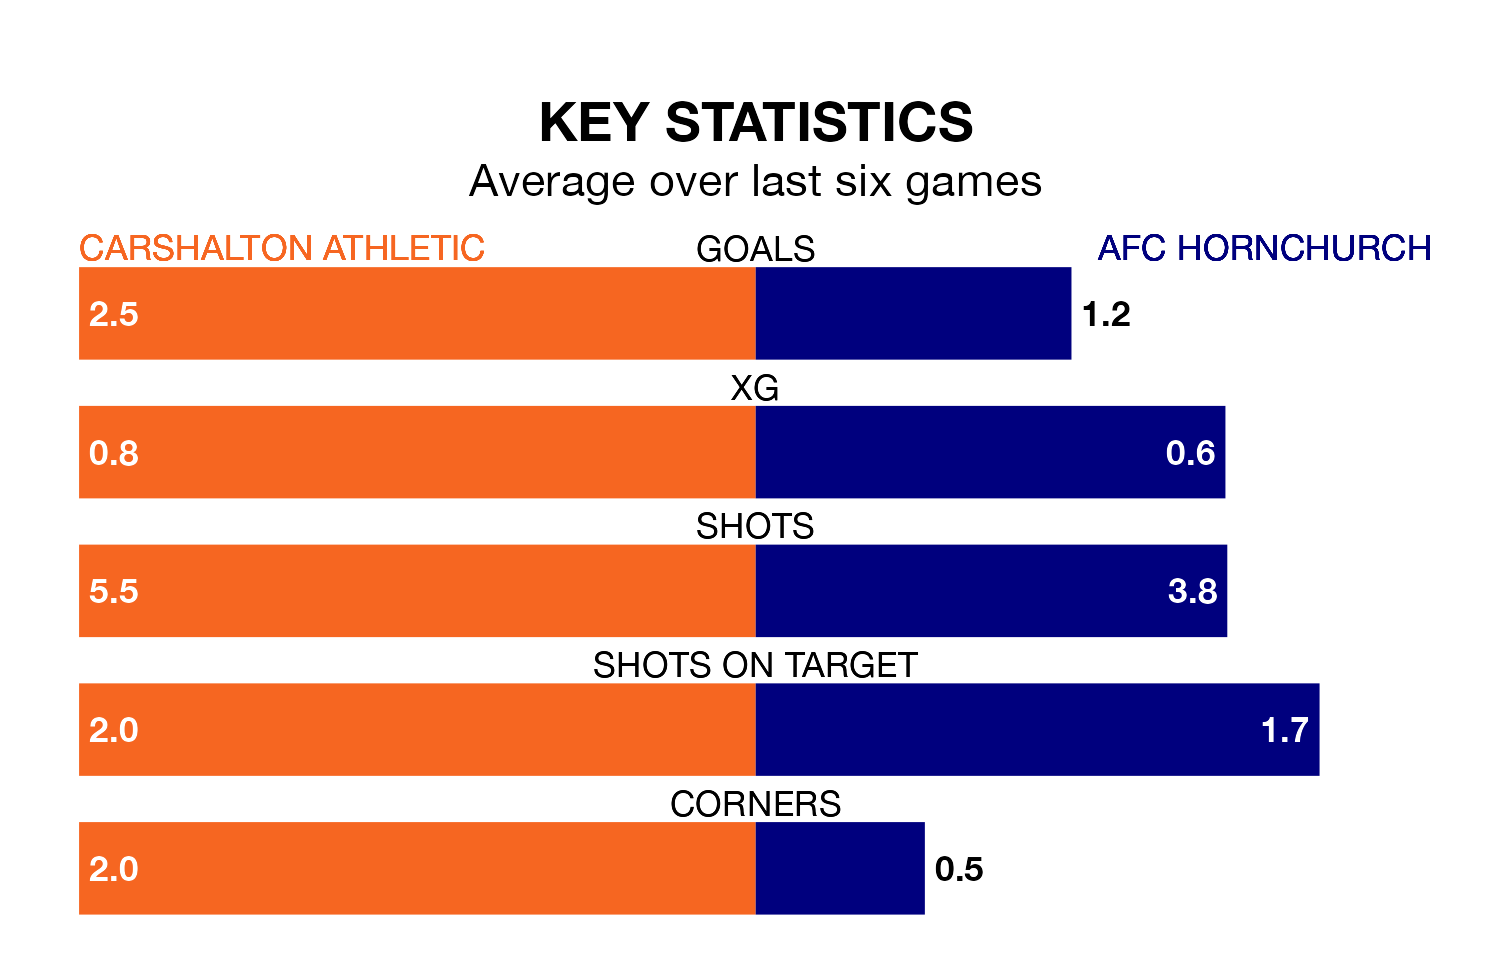 KEY STATISTICS
Average over last six games
CARSHALTON ATHLETIC GOALS AFC HORNCHURCH
2.5 1.2
XG
0.8 0.6
SHOTS
5.5 3.8
SHOTS ON TARGET
2.0 1.7
CORNERS
2.0 0.5